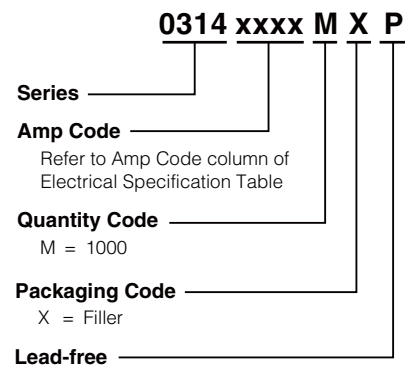 0314 xxxx M X P
Series
Amp Code
Refer to Amp Code column of
Electrical Specification Table
Quantity Code
M = 1000
Packaging Code
X = Filler
Lead-free